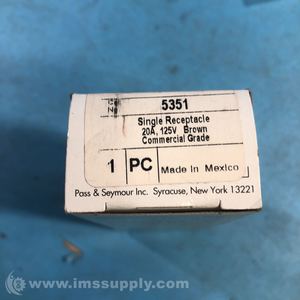 5351
Single Receptacle
20A, 125V Brown
Commercial Grade
1 PC Made In Mexico
Pass & Seymour Inc. Syracuse, New York 13221
www.imssupply.com